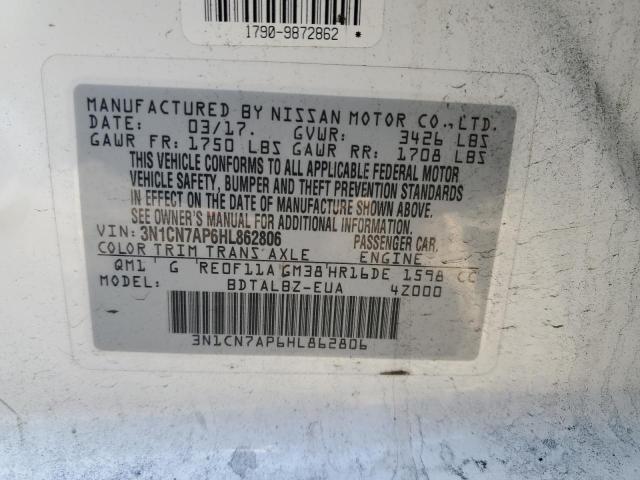 1790-9872862 *
MANUFACTURED BY NISSAN MOTOR CO.,LTD.
DATE: 03/17. GVWR: 3426 LBS
GAWR FR: 1750 LBS GAWR RR: 1708 LBS
THIS VEHICLE CONFORMS TO ALL APPLICABLE FEDERAL MOTOR
VEHICLE SAFETY, BUMPER AND THEFT PREVENTION STANDARDS
IN EFFECT ON THE DATE OF MANUFACTURE SHOWN ABOVE.
SEE OWNER'S MANUAL FOR ADDITIONAL INFORMATION.
VIN: 3N1CN7AP6HL862806 PASSENGER CAR.
COLOR TRIM TRANS AXLE ENGINE
QM1 G RE0F11A GM38 HR16DE 1598 CC
MODEL: BDTALBZ-EUA 4Z000
3N1CN7AP6HL862806